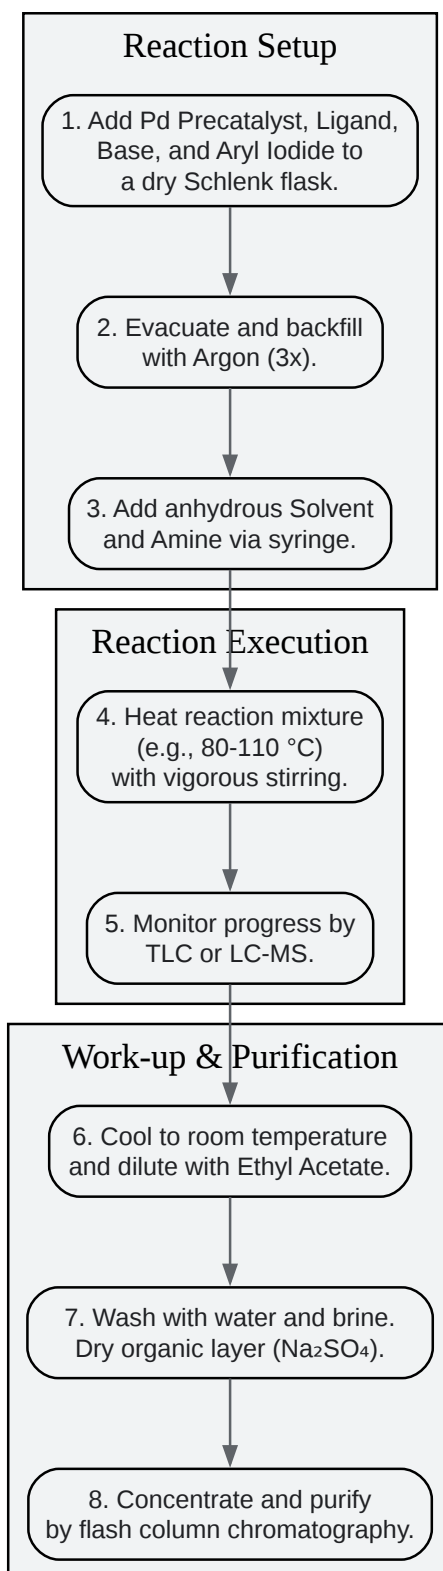 Reaction Setup
1. Add Pd Precatalyst, Ligand,
Base, and Aryl Iodide to
a dry Schlenk flask.
2. Evacuate and backfill
with Argon (3x).
3. Add anhydrous Solvent
and Amine via syringe.
Reaction Execution
4. Heat reaction mixture
(e.g., 80-110 °C)
with vigorous stirring.
5. Monitor progress by
TLC or LC-MS.
Work-up & Purification
6. Cool to room temperature
and dilute with Ethyl Acetate.
7. Wash with water and brine.
Dry organic layer (Na₂SO₄).
8. Concentrate and purify
by flash column chromatography.